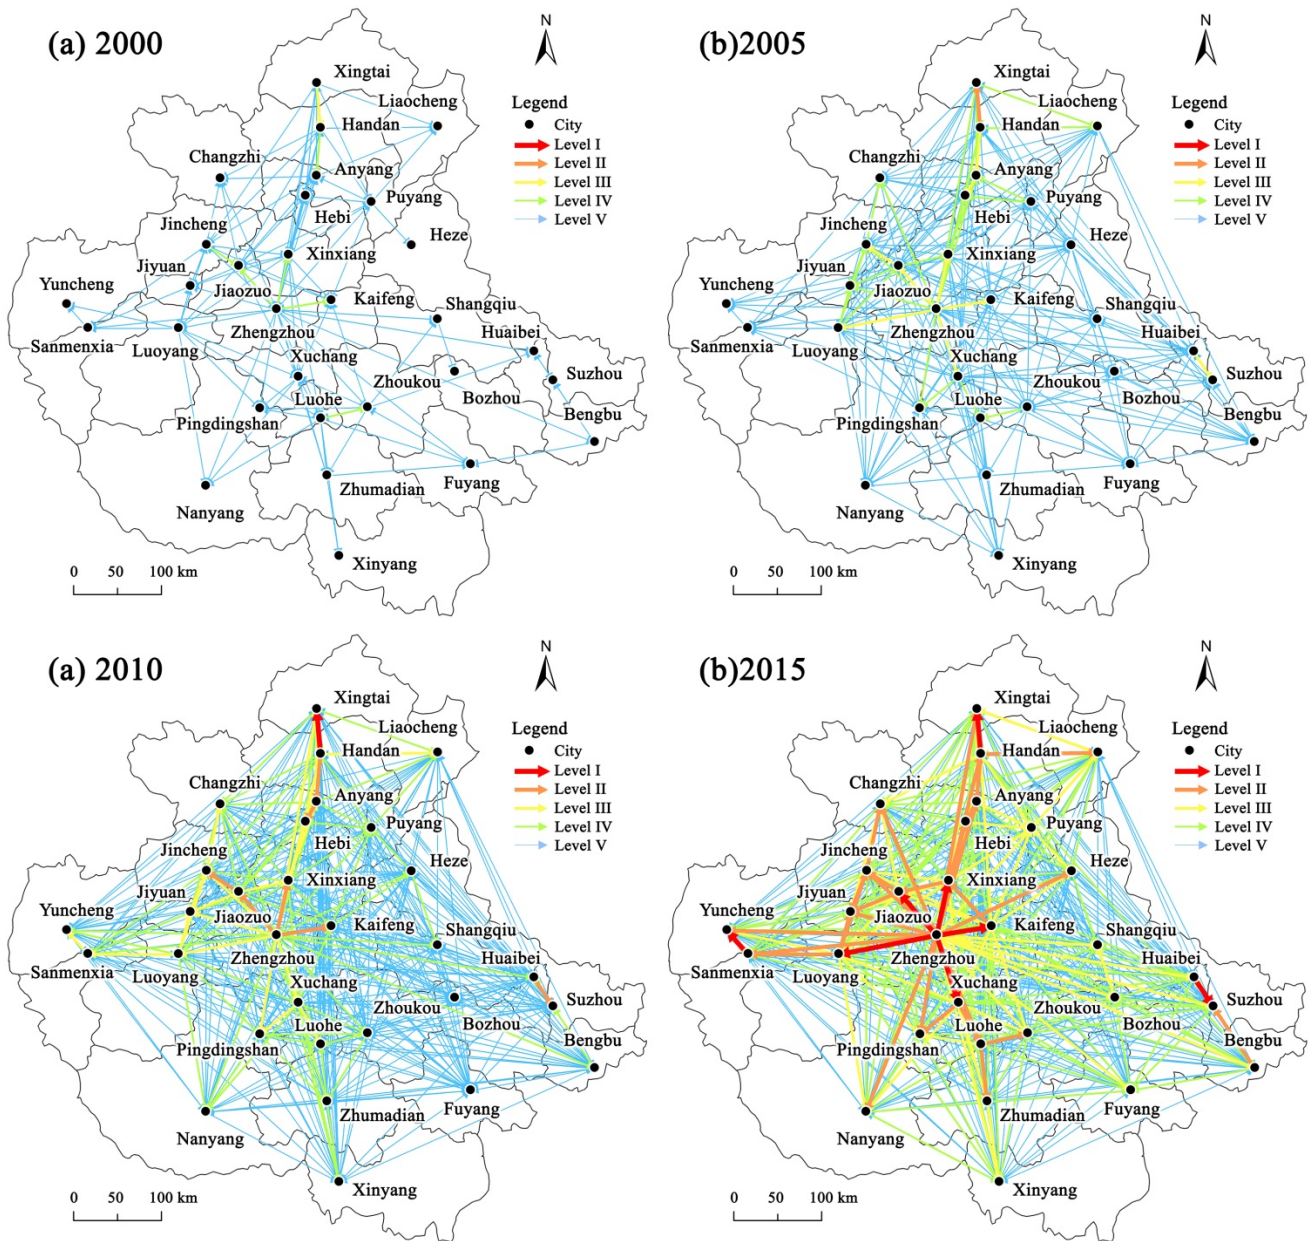 (a) 2000
N
Xingtai
Liaocheng
Handan
Changzhi
Anyang
Puyang
Hebi
Jincheng
Heze
Xinxiang
Jiyuan
Yuncheng
Jiaozuo
Kaifeng
Shangqiu
Zhengzhou
Huaibei
Sanmenxia
Luoyang
Xuchang
Zhoukou
Suzhou
Luohe
Bozhou
Bengbu
Pingdingshan
Fuyang
Zhumadian
Nanyang
Xinyang
Legend
City
Level I
Level II
Level III
Level IV
Level V
0 50 100 km
(b)2005
N
Xingtai
Liaocheng
Handan
Changzhi
Anyang
Puyang
Hebi
Jincheng
Heze
Xinxiang
Jiyuan
Yuncheng
Jiaozuo
Kaifeng
Shangqiu
Zhengzhou
Huaibei
Sanmenxia
Luoyang
Xuchang
Zhoukou
Suzhou
Luohe
Bozhou
Bengbu
Pingdingshan
Fuyang
Zhumadian
Nanyang
Xinyang
Legend
City
Level I
Level II
Level III
Level IV
Level V
0 50 100 km
(a) 2010
N
Xingtai
Liaocheng
Handan
Changzhi
Anyang
Puyang
Hebi
Jincheng
Heze
Xinxiang
Jiyuan
Yuncheng
Jiaozuo
Kaifeng
Shangqiu
Zhengzhou
Huaibei
Sanmenxia
Luoyang
Xuchang
Zhoukou
Suzhou
Luohe
Bozhou
Bengbu
Pingdingshan
Fuyang
Zhumadian
Nanyang
Xinyang
Legend
City
Level I
Level II
Level III
Level IV
Level V
0 50 100 km
(b)2015
N
Xingtai
Liaocheng
Handan
Changzhi
Anyang
Puyang
Hebi
Jincheng
Heze
Xinxiang
Jiyuan
Yuncheng
Jiaozuo
Kaifeng
Shangqiu
Zhengzhou
Huaibei
Sanmenxia
Luoyang
Xuchang
Zhoukou
Suzhou
Luohe
Bozhou
Bengbu
Pingdingshan
Fuyang
Zhumadian
Nanyang
Xinyang
Legend
City
Level I
Level II
Level III
Level IV
Level V
0 50 100 km